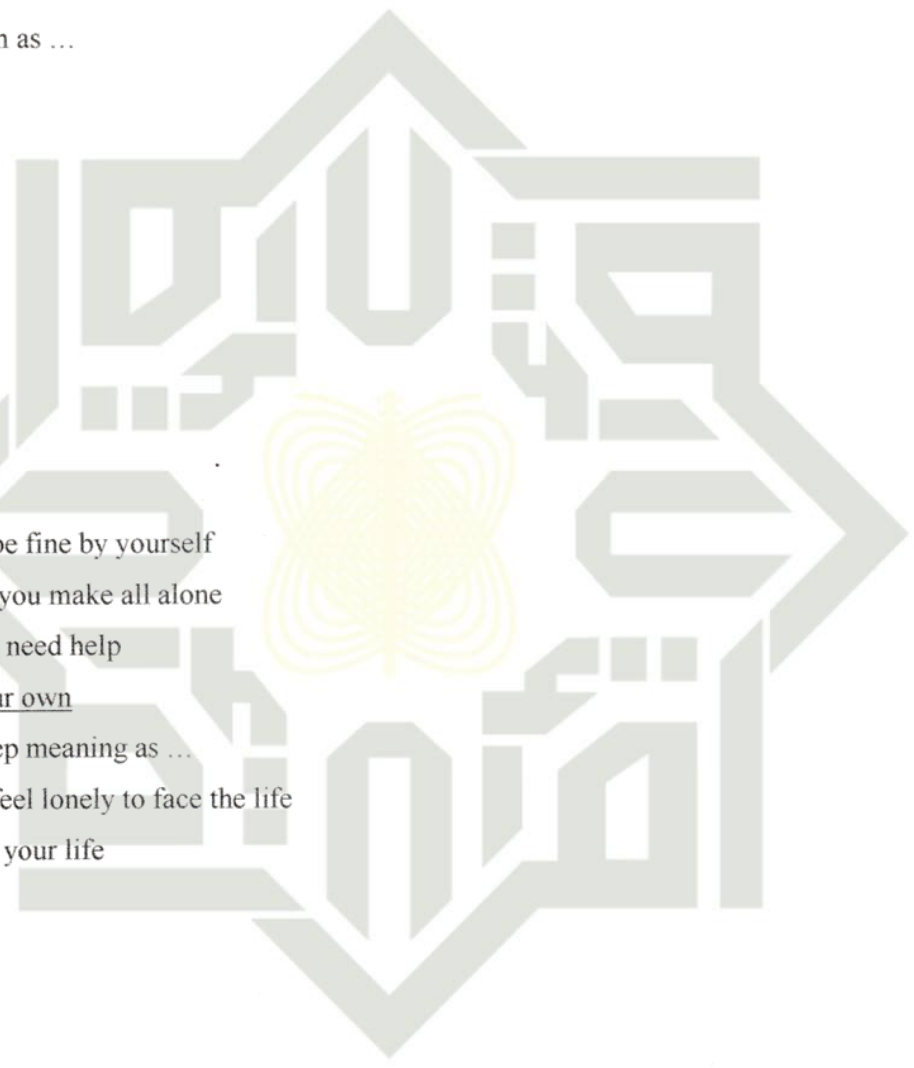 n as ...
be fine by yourself
you make all alone
need help
ur own
ep meaning as ...
feel lonely to face the life
your life